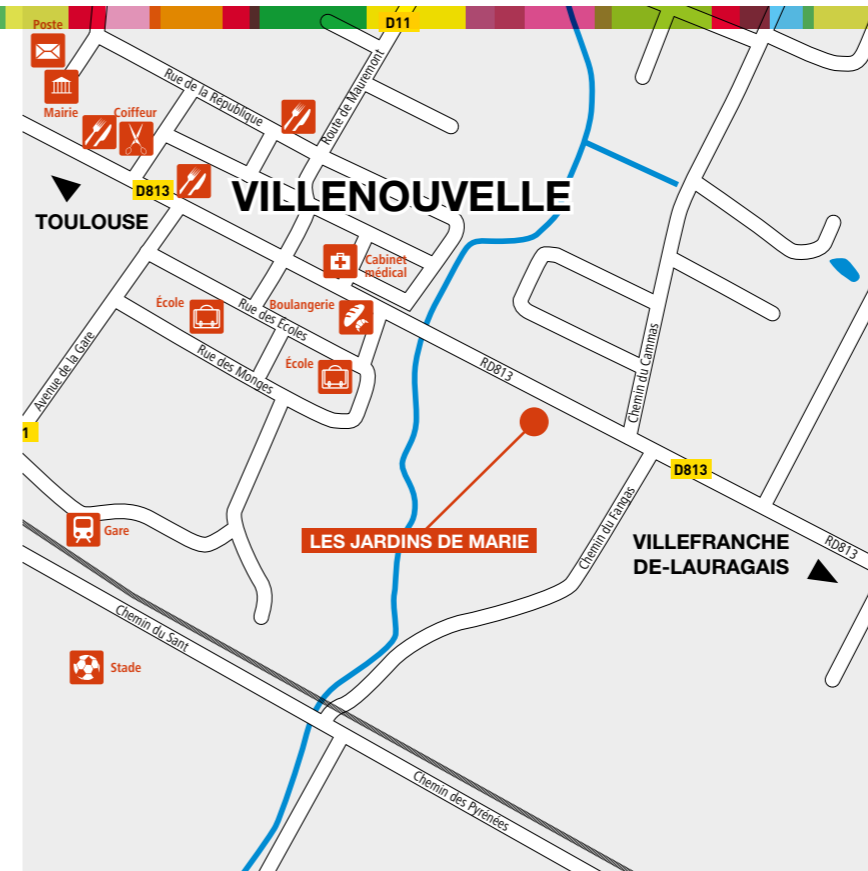 D11
Poste
Mairie
Coiffeur
Rue de la République
Route de Mauremont
D813
TOULOUSE
VILLENOUVELLE
Cabinet
médical
École
Boulangerie
Rue des Écoles
École
Rue des Monges
Avenue de la Gare
1
RD813
Chemin du Cammas
D813
LES JARDINS DE MARIE
Gare
Chemin du Fangas
VILLEFRANCHE
DE-LAURAGAIS
RD813
Chemin du Sant
Stade
Chemin des Pyrénées